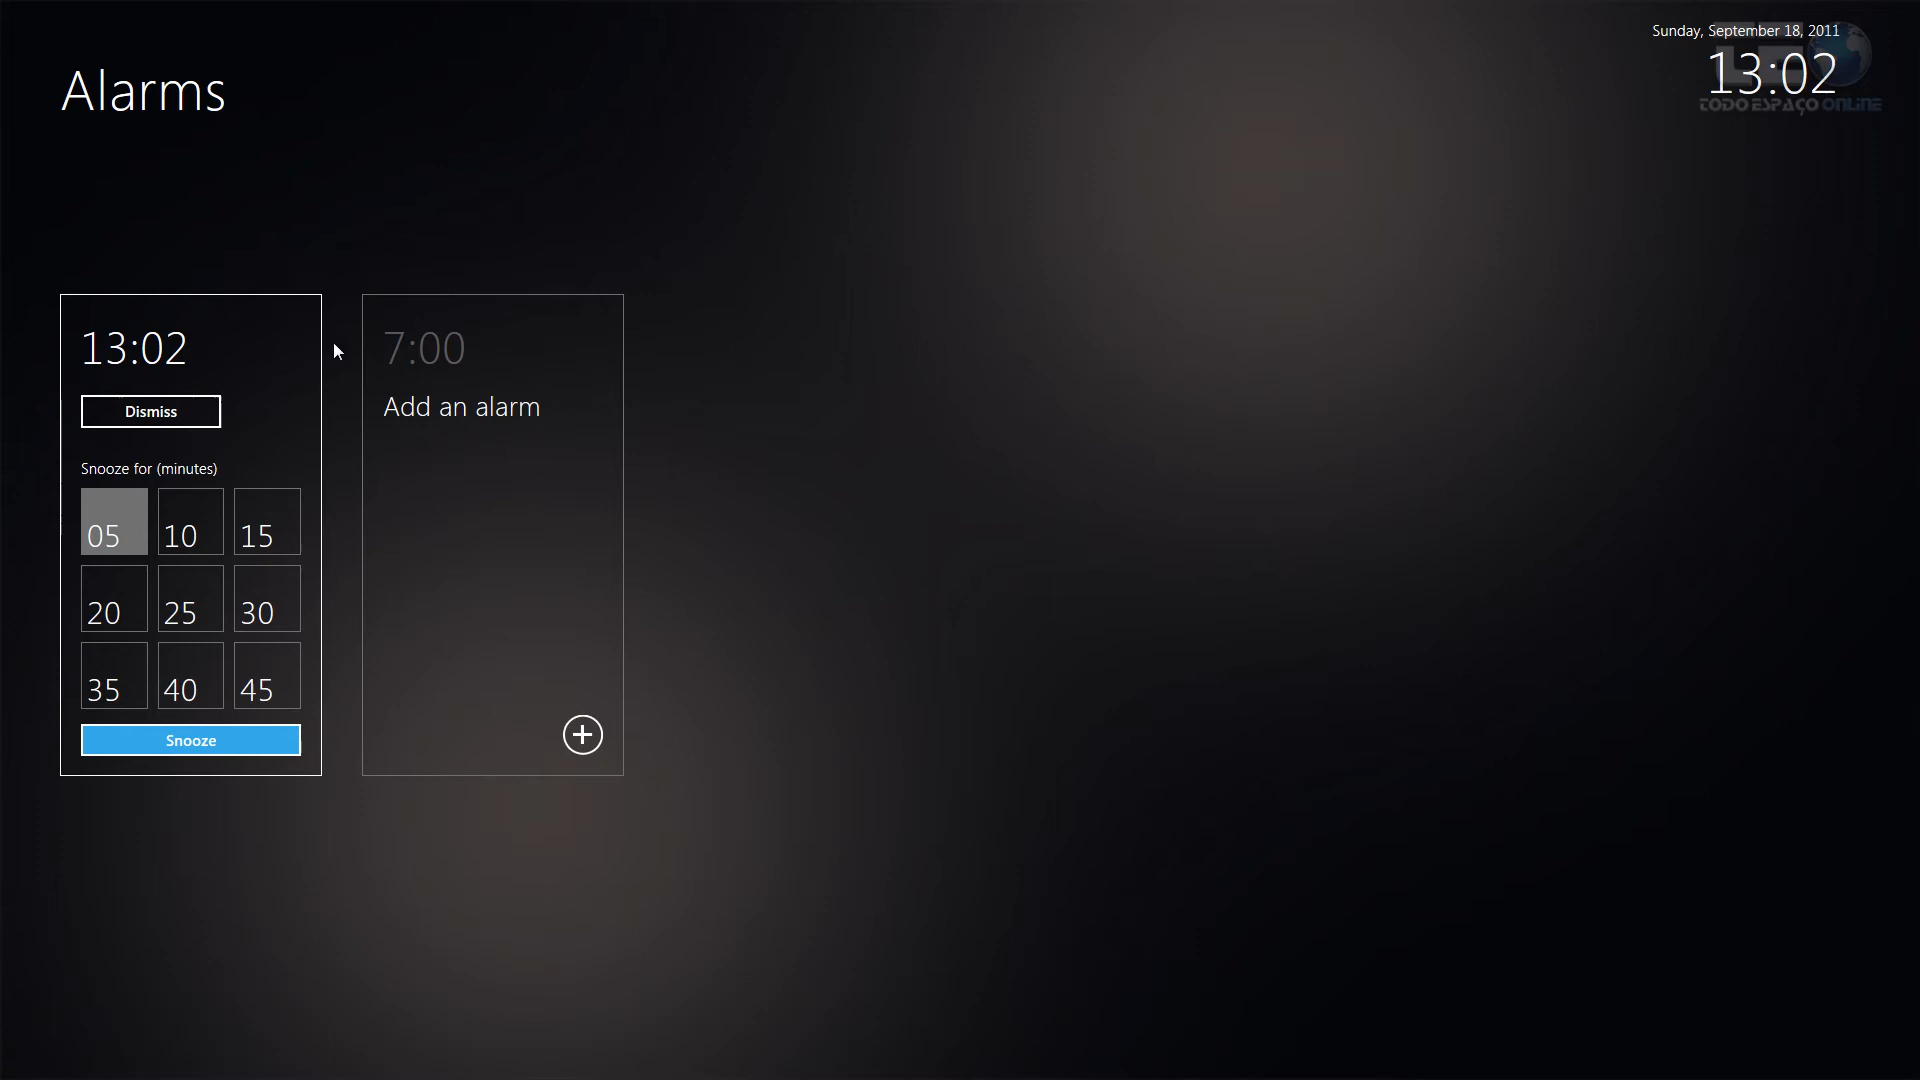 Sunday, September 18, 2011
13:02
TODO ESPAÇO ONLINE
Alarms
13:02
Dismiss
Snooze for (minutes)
05 10 15
20 25 30
35 40 45
Snooze
7:00
Add an alarm